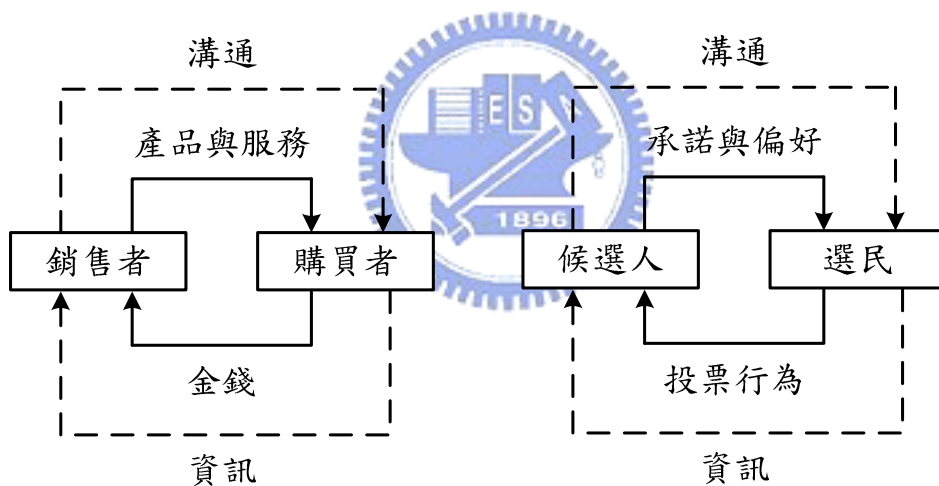 溝通
產品與服務
銷售者
購買者
金錢
資訊
溝通
承諾與偏好
候選人
選民
投票行為
資訊
E S
1896